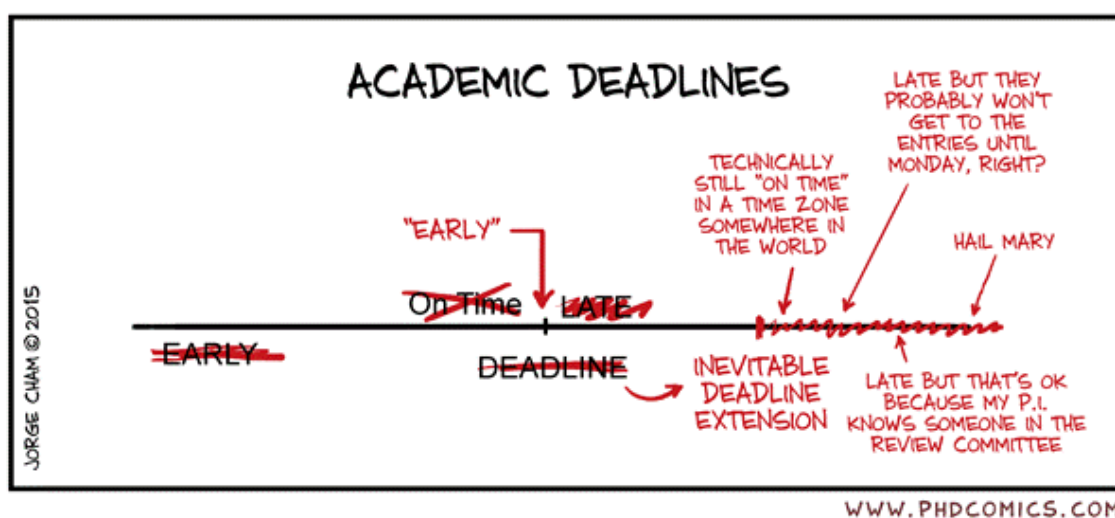 ACADEMIC DEADLINES
LATE BUT THEY
PROBABLY WON'T
GET TO THE
ENTRIES UNTIL
MONDAY, RIGHT?
TECHNICALLY
STILL "ON TIME"
IN A TIME ZONE
SOMEWHERE IN
THE WORLD
"EARLY"
HAIL MARY
On Time
LATE
EARLY
DEADLINE
INEVITABLE
DEADLINE
EXTENSION
LATE BUT THAT'S OK
BECAUSE MY P.I.
KNOWS SOMEONE IN THE
REVIEW COMMITTEE
JORGE CHAM © 2015
WWW.PHDCOMICS.COM